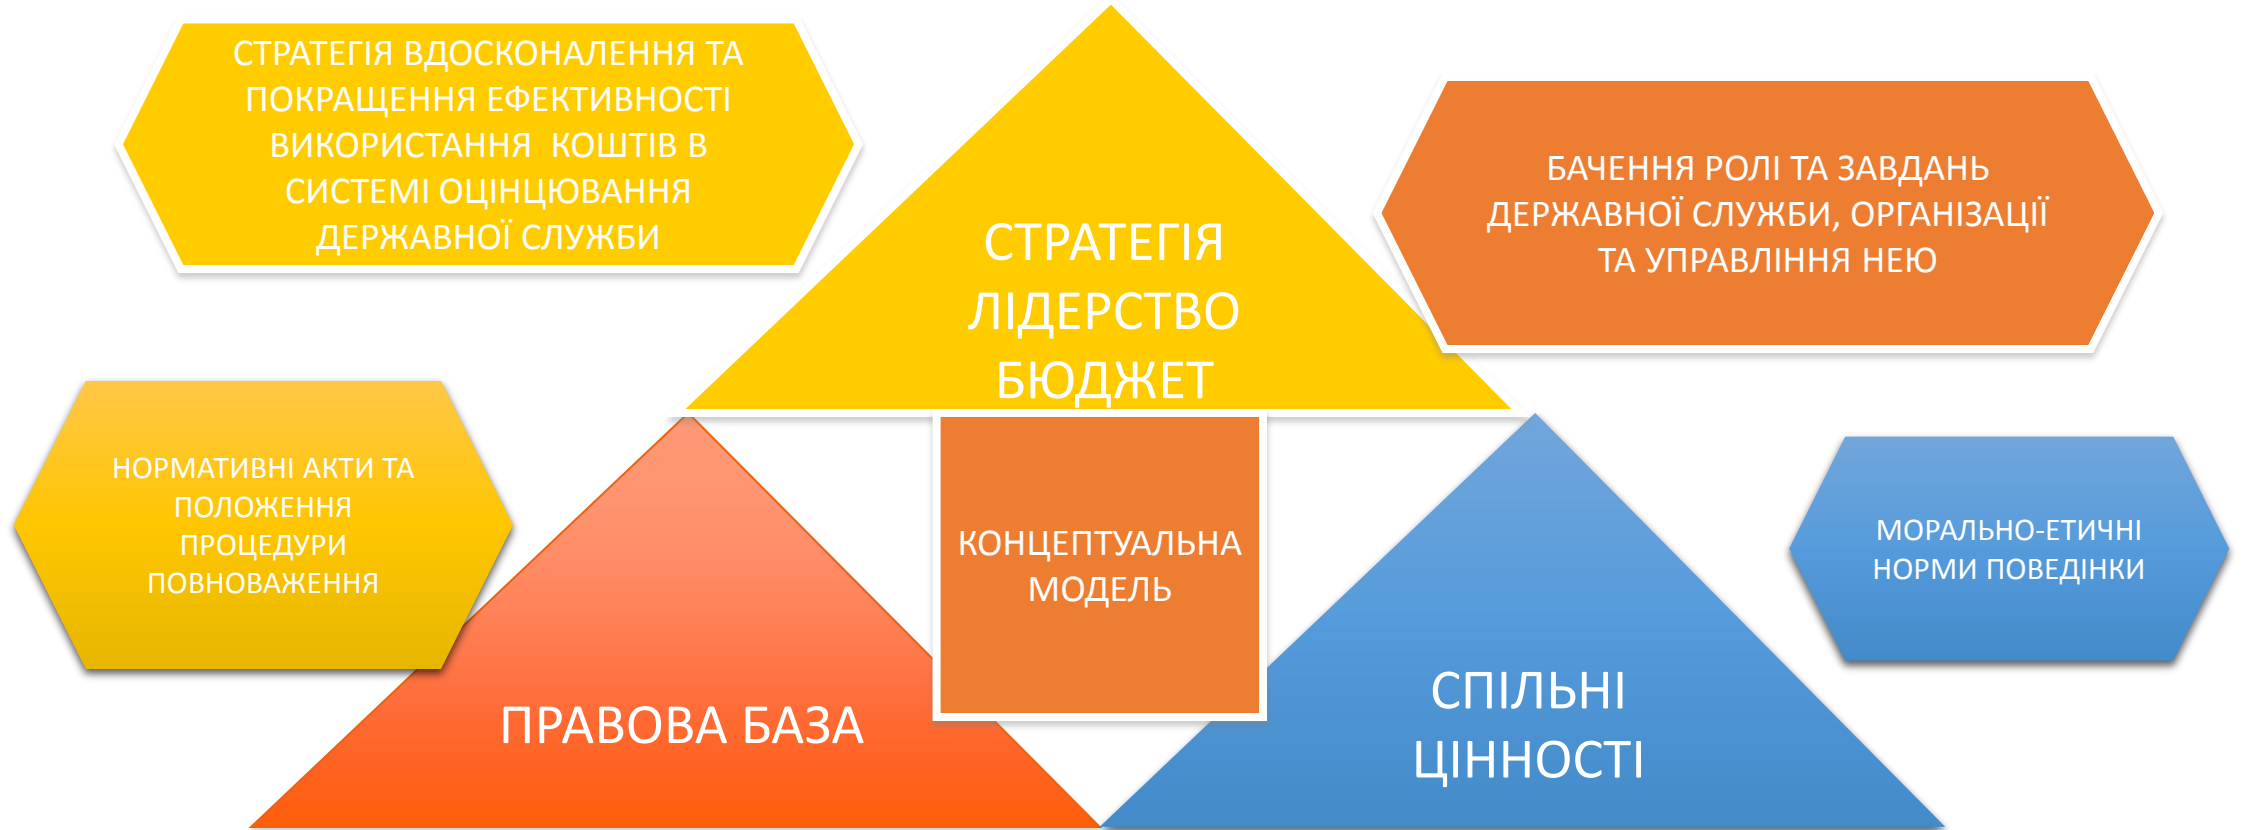 СТРАТЕГІЯ ВДОСКОНАЛЕННЯ ТА
ПОКРАЩЕННЯ ЕФЕКТИВНОСТІ
ВИКОРИСТАННЯ  КОШТІВ В
СИСТЕМІ ОЦІНЦЮВАННЯ
ДЕРЖАВНОЇ СЛУЖБИ
СТРАТЕГІЯ
ЛІДЕРСТВО
БЮДЖЕТ
БАЧЕННЯ РОЛІ ТА ЗАВДАНЬ
ДЕРЖАВНОЇ СЛУЖБИ, ОРГАНІЗАЦІЇ
ТА УПРАВЛІННЯ НЕЮ
НОРМАТИВНІ АКТИ ТА
ПОЛОЖЕННЯ
ПРОЦЕДУРИ
ПОВНОВАЖЕННЯ
ПРАВОВА БАЗА
КОНЦЕПТУАЛЬНА
МОДЕЛЬ
СПІЛЬНІ
ЦІННОСТІ
МОРАЛЬНО-ЕТИЧНІ
НОРМИ ПОВЕДІНКИ